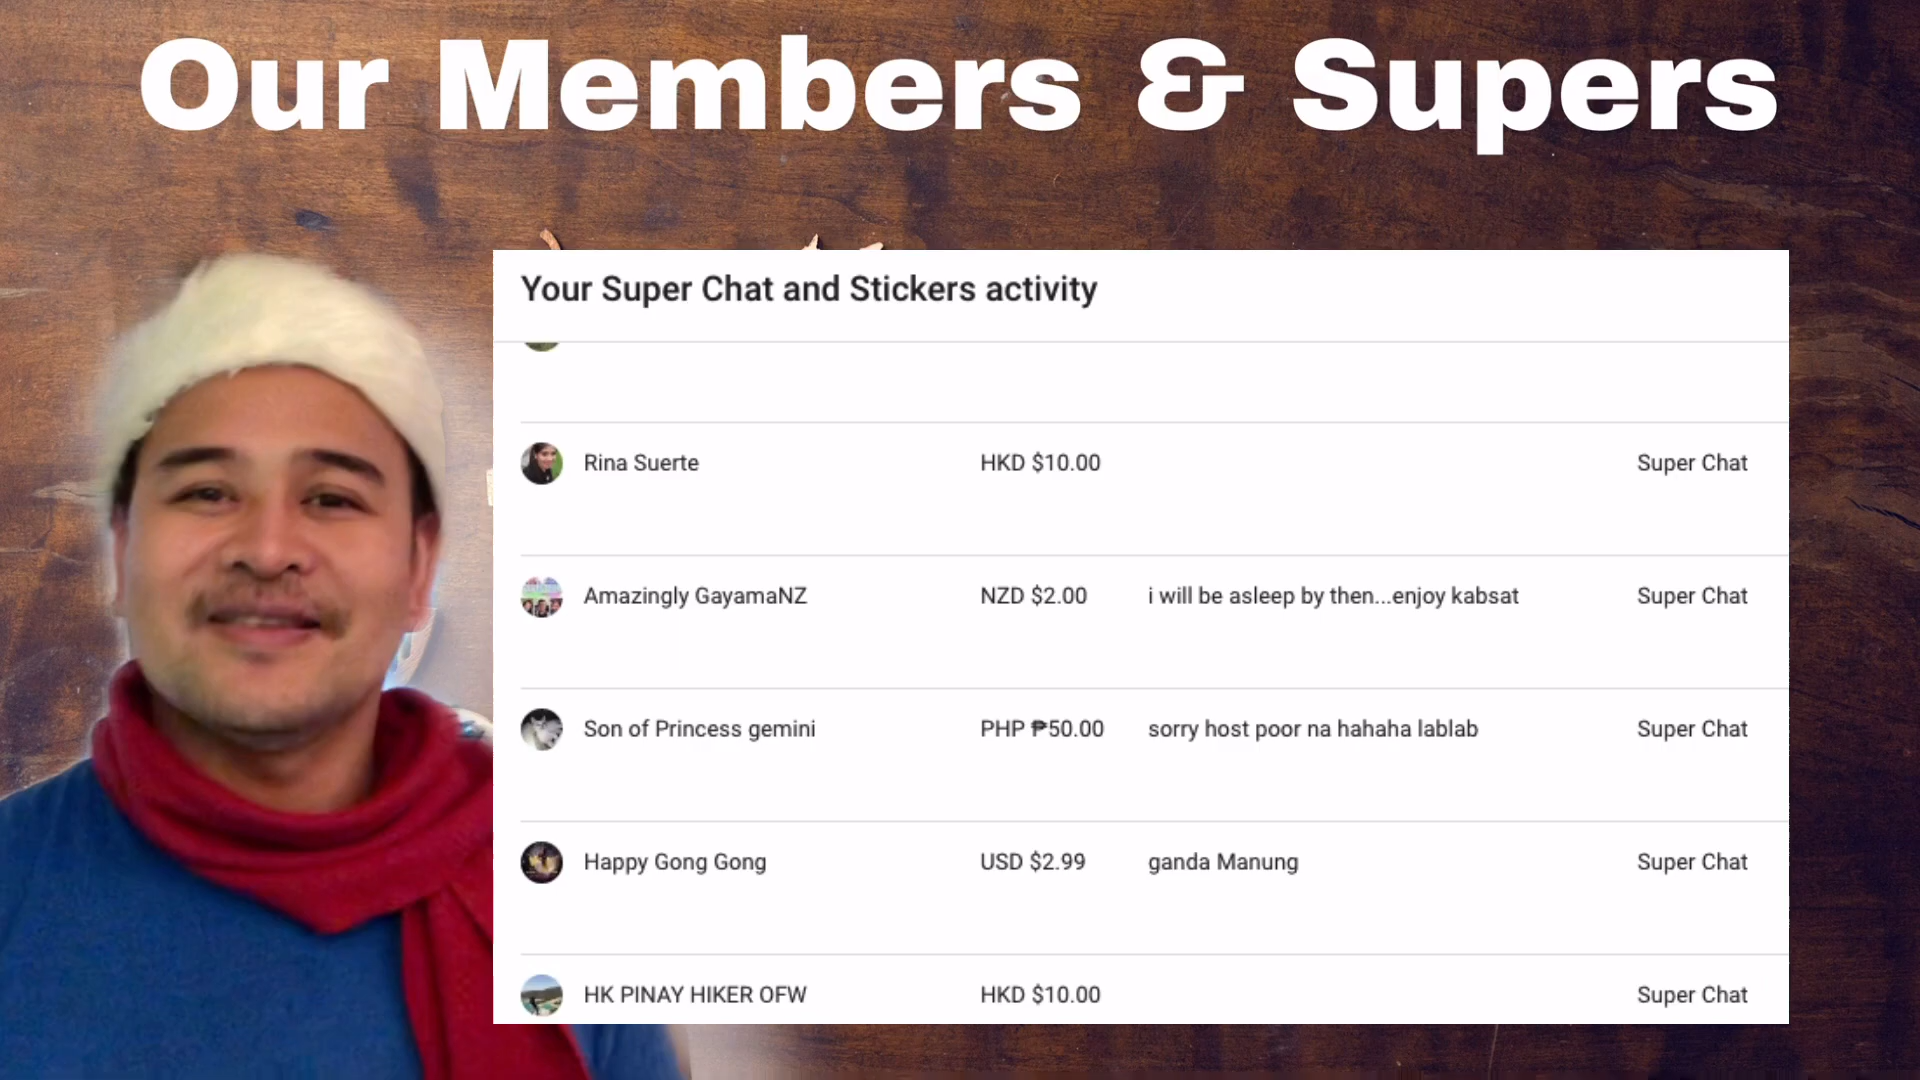 Our Members & Supers
Your Super Chat and Stickers activity
Rina Suerte HKD $10.00 Super Chat
Amazingly GayamaNZ NZD $2.00 i will be asleep by then...enjoy kabsat Super Chat
Son of Princess gemini PHP ₱50.00 sorry host poor na hahaha lablab Super Chat
Happy Gong Gong USD $2.99 ganda Manung Super Chat
HK PINAY HIKER OFW HKD $10.00 Super Chat